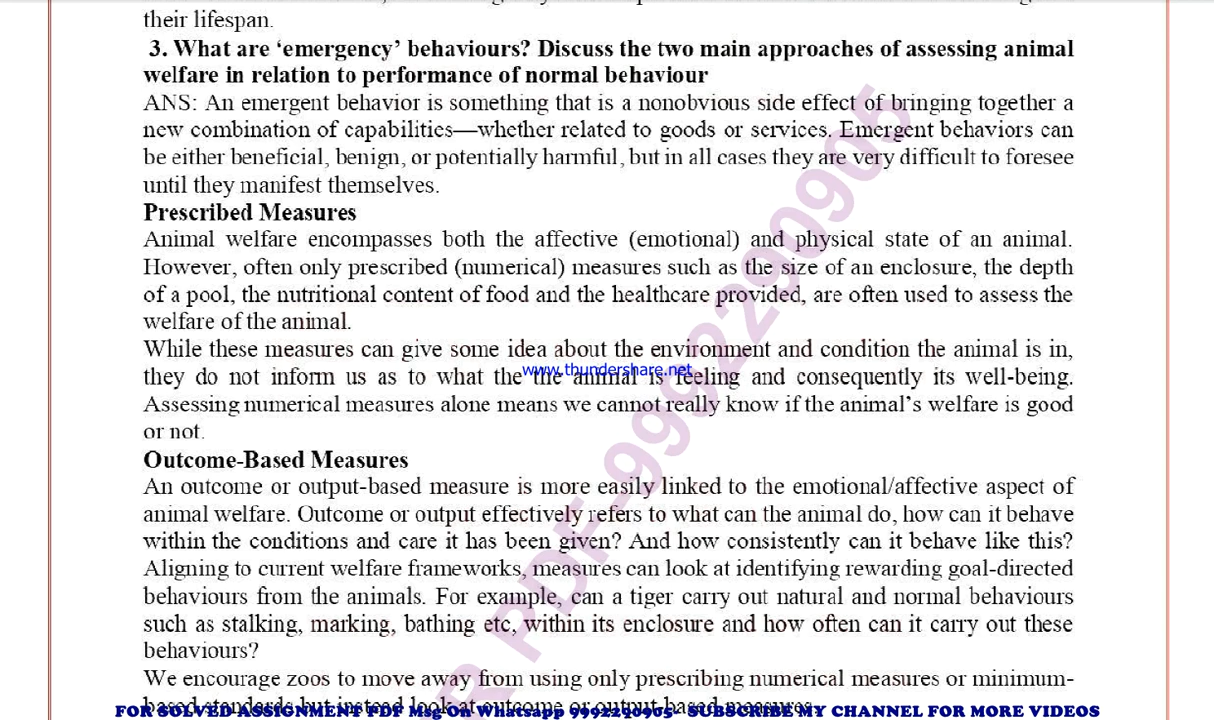 their lifespan.
3. What are ‘emergency’ behaviours? Discuss the two main approaches of assessing animal
welfare in relation to performance of normal behaviour
ANS: An emergent behavior is something that is a nonobvious side effect of bringing together a
new combination of capabilities—whether related to goods or services. Emergent behaviors can
be either beneficial, benign, or potentially harmful, but in all cases they are very difficult to foresee
until they manifest themselves.
Prescribed Measures
Animal welfare encompasses both the affective (emotional) and physical state of an animal.
However, often only prescribed (numerical) measures such as the size of an enclosure, the depth
of a pool, the nutritional content of food and the healthcare provided, are often used to assess the
welfare of the animal.
While these measures can give some idea about the environment and condition the animal is in,
www.thundershare.net
they do not inform us as to what the the animal is feeling and consequently its well-being.
Assessing numerical measures alone means we cannot really know if the animal’s welfare is good
or not.
Outcome-Based Measures
An outcome or output-based measure is more easily linked to the emotional/affective aspect of
animal welfare. Outcome or output effectively refers to what can the animal do, how can it behave
within the conditions and care it has been given? And how consistently can it behave like this?
Aligning to current welfare frameworks, measures can look at identifying rewarding goal-directed
behaviours from the animals. For example, can a tiger carry out natural and normal behaviours
such as stalking, marking, bathing etc, within its enclosure and how often can it carry out these
behaviours?
We encourage zoos to move away from using only prescribing numerical measures or minimum-
based standards but instead look at outcome or output-based measures.
FOR SOLVED ASSIGNMENT PDF Msg On Whatsapp 9992290905- SUBSCRIBE MY CHANNEL FOR MORE VIDEOS
R PDF-9992290905